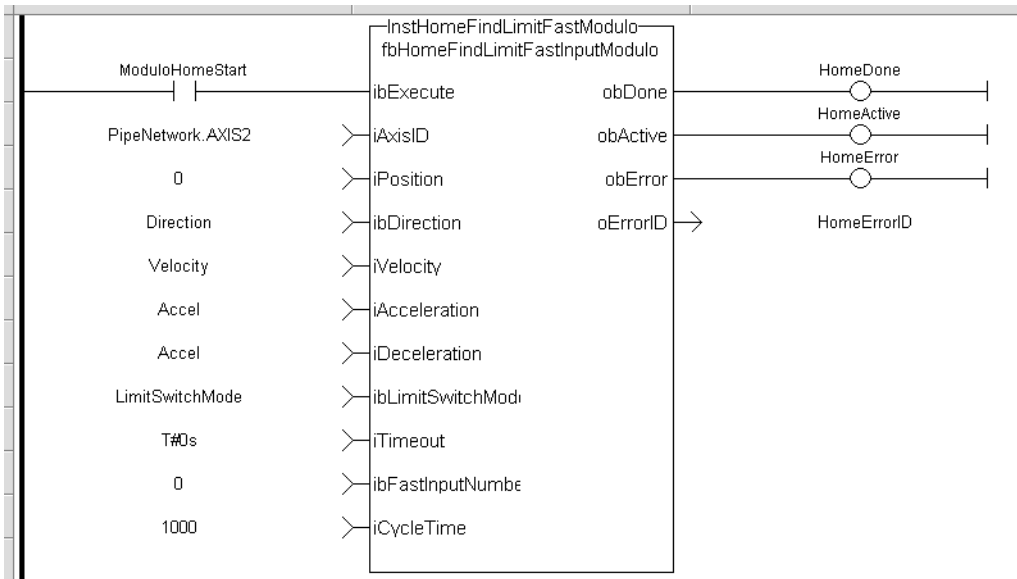 InstHomeFindLimitFastModulo
fbHomeFindLimitFastInputModulo
ModuloHomeStart
ibExecute
obDone
HomeDone
PipeNetwork.AXIS2
iAxisID
obActive
HomeActive
0
iPosition
obError
HomeError
Direction
ibDirection
oErrorID
HomeErrorID
Velocity
iVelocity
Accel
iAcceleration
Accel
iDeceleration
LimitSwitchMode
ibLimitSwitchMod
T#0s
iTimeout
0
ibFastInputNumbe
1000
iCycleTime